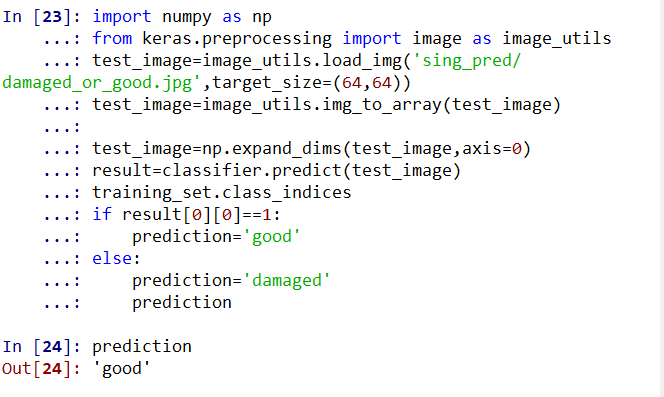 In [23]: import numpy as np
    ...: from keras.preprocessing import image as image_utils
    ...: test_image=image_utils.load_img('sing_pred/
damaged_or_good.jpg',target_size=(64,64))
    ...: test_image=image_utils.img_to_array(test_image)
    ...:
    ...: test_image=np.expand_dims(test_image,axis=0)
    ...: result=classifier.predict(test_image)
    ...: training_set.class_indices
    ...: if result[0][0]==1:
    ...:     prediction='good'
    ...: else:
    ...:     prediction='damaged'
    ...:     prediction
In [24]: prediction
Out[24]: 'good'